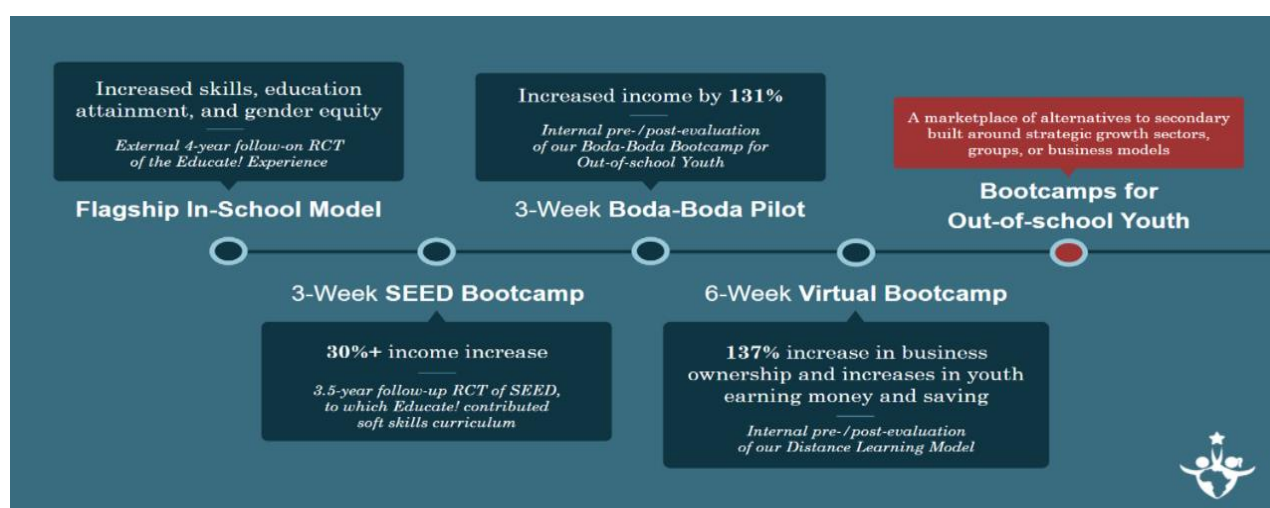 Increased skills, education
attainment, and gender equity
External 4-year follow-on RCT
of the Educate! Experience
Flagship In-School Model
3-Week SEED Bootcamp
30%+ income increase
3.5-year follow-up RCT of SEED,
to which Educate! contributed
soft skills curriculum
Increased income by 131%
Internal pre-/post-evaluation
of our Boda-Boda Bootcamp for
Out-of-school Youth
3-Week Boda-Boda Pilot
6-Week Virtual Bootcamp
137% increase in business
ownership and increases in youth
earning money and saving
Internal pre-/post-evaluation
of our Distance Learning Model
A marketplace of alternatives to secondary
built around strategic growth sectors,
groups, or business models
Bootcamps for
Out-of-school Youth